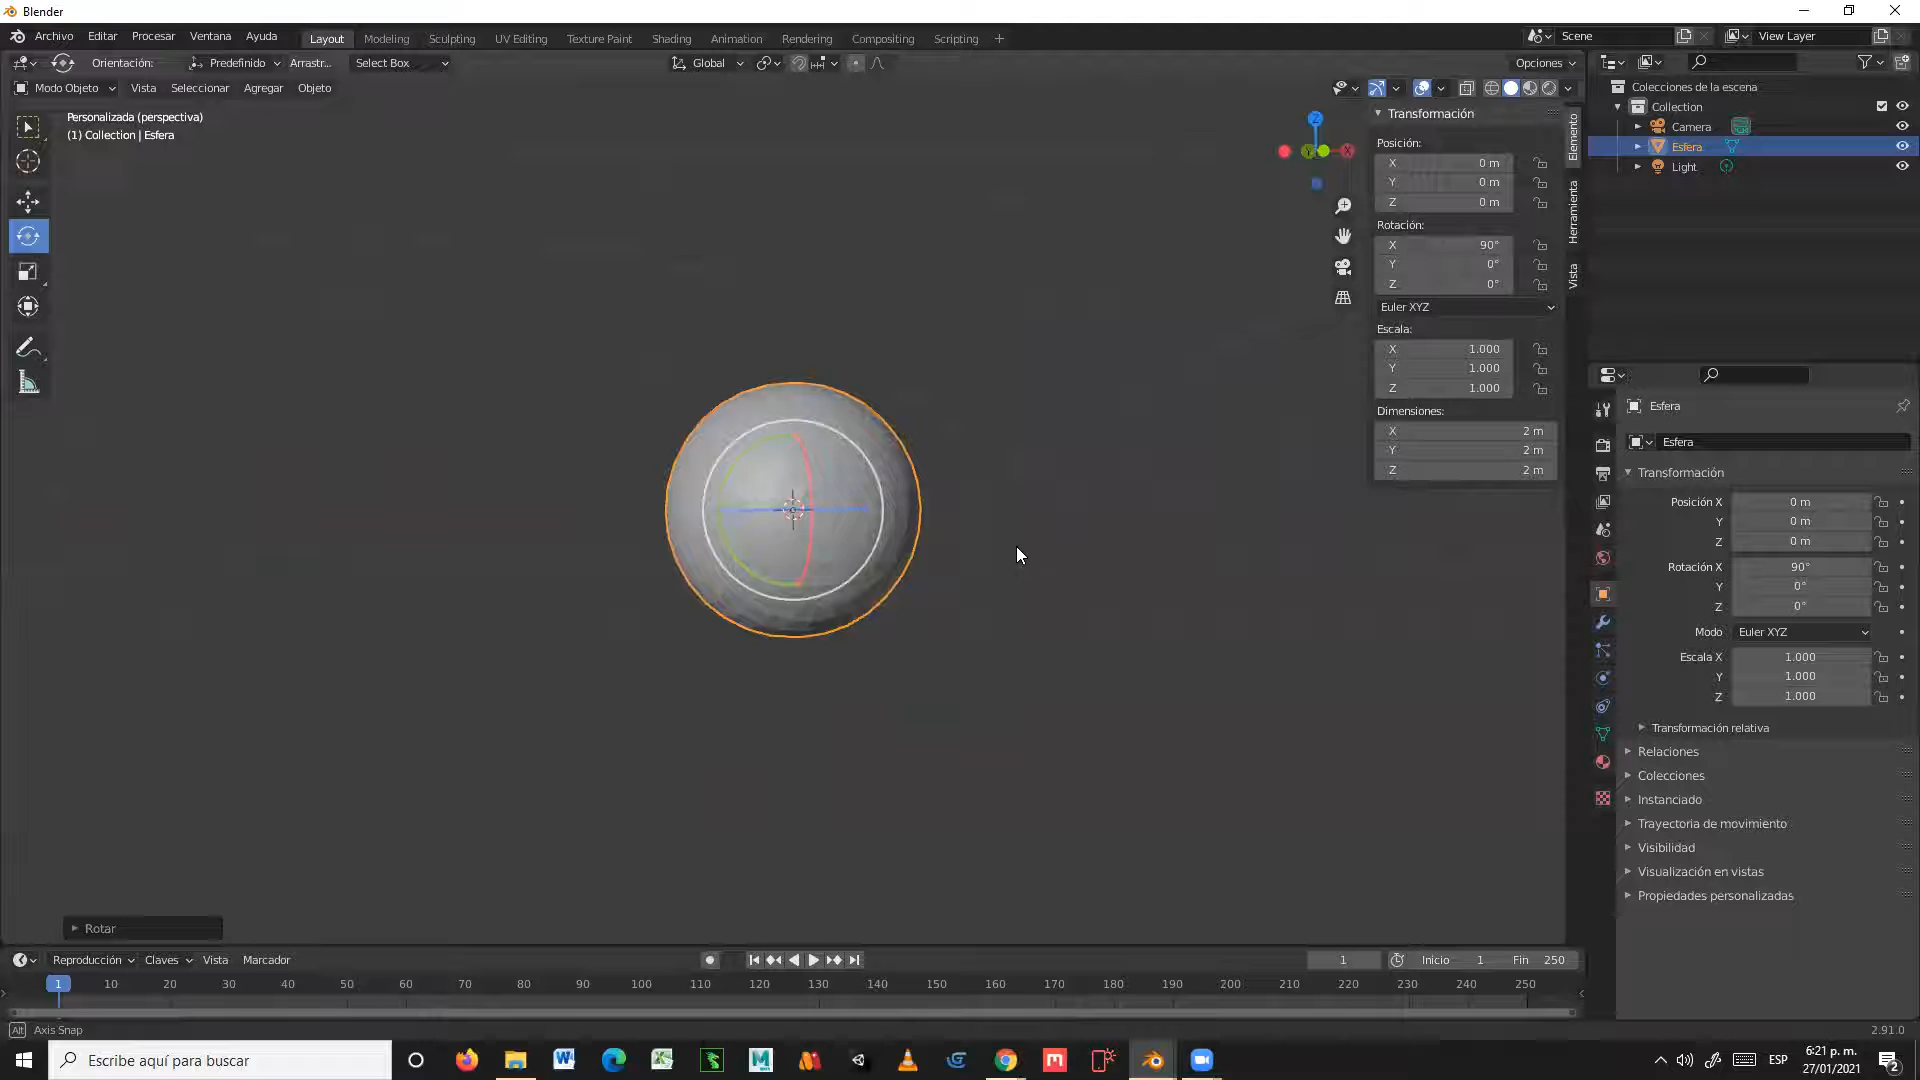 Blender
Archivo Editar Procesar Ventana Ayuda Layout Modeling Sculpting UV Editing Texture Paint Shading Animation Rendering Compositing Scripting + Scene View Layer
Orientación: Predefinido Arrastr... Select Box Global Opciones
Modo Objeto Vista Seleccionar Agregar Objeto
Personalizada (perspectiva)
(1) Collection | Esfera
Z
Y
X
Transformación
Posición:
X 0 m
Y 0 m
Z 0 m
Rotación:
X 90°
Y 0°
Z 0°
Euler XYZ
Escala:
X 1.000
Y 1.000
Z 1.000
Dimensiones:
X 2 m
Y 2 m
Z 2 m
Elemento
Herramienta
Vista
Colecciones de la escena
Collection
Camera
Esfera
Light
Esfera
Esfera
Transformación
Posición X 0 m
Y 0 m
Z 0 m
Rotación X 90°
Y 0°
Z 0°
Modo Euler XYZ
Escala X 1.000
Y 1.000
Z 1.000
Transformación relativa
Relaciones
Colecciones
Instanciado
Trayectoria de movimiento
Visibilidad
Visualización en vistas
Propiedades personalizadas
Rotar
Reproducción Claves Vista Marcador 1 Inicio 1 Fin 250
1 10 20 30 40 50 60 70 80 90 100 110 120 130 140 150 160 170 180 190 200 210 220 230 240 250
Alt Axis Snap 2.91.0
Escribe aquí para buscar ESP 6:21 p. m.
27/01/2021
2